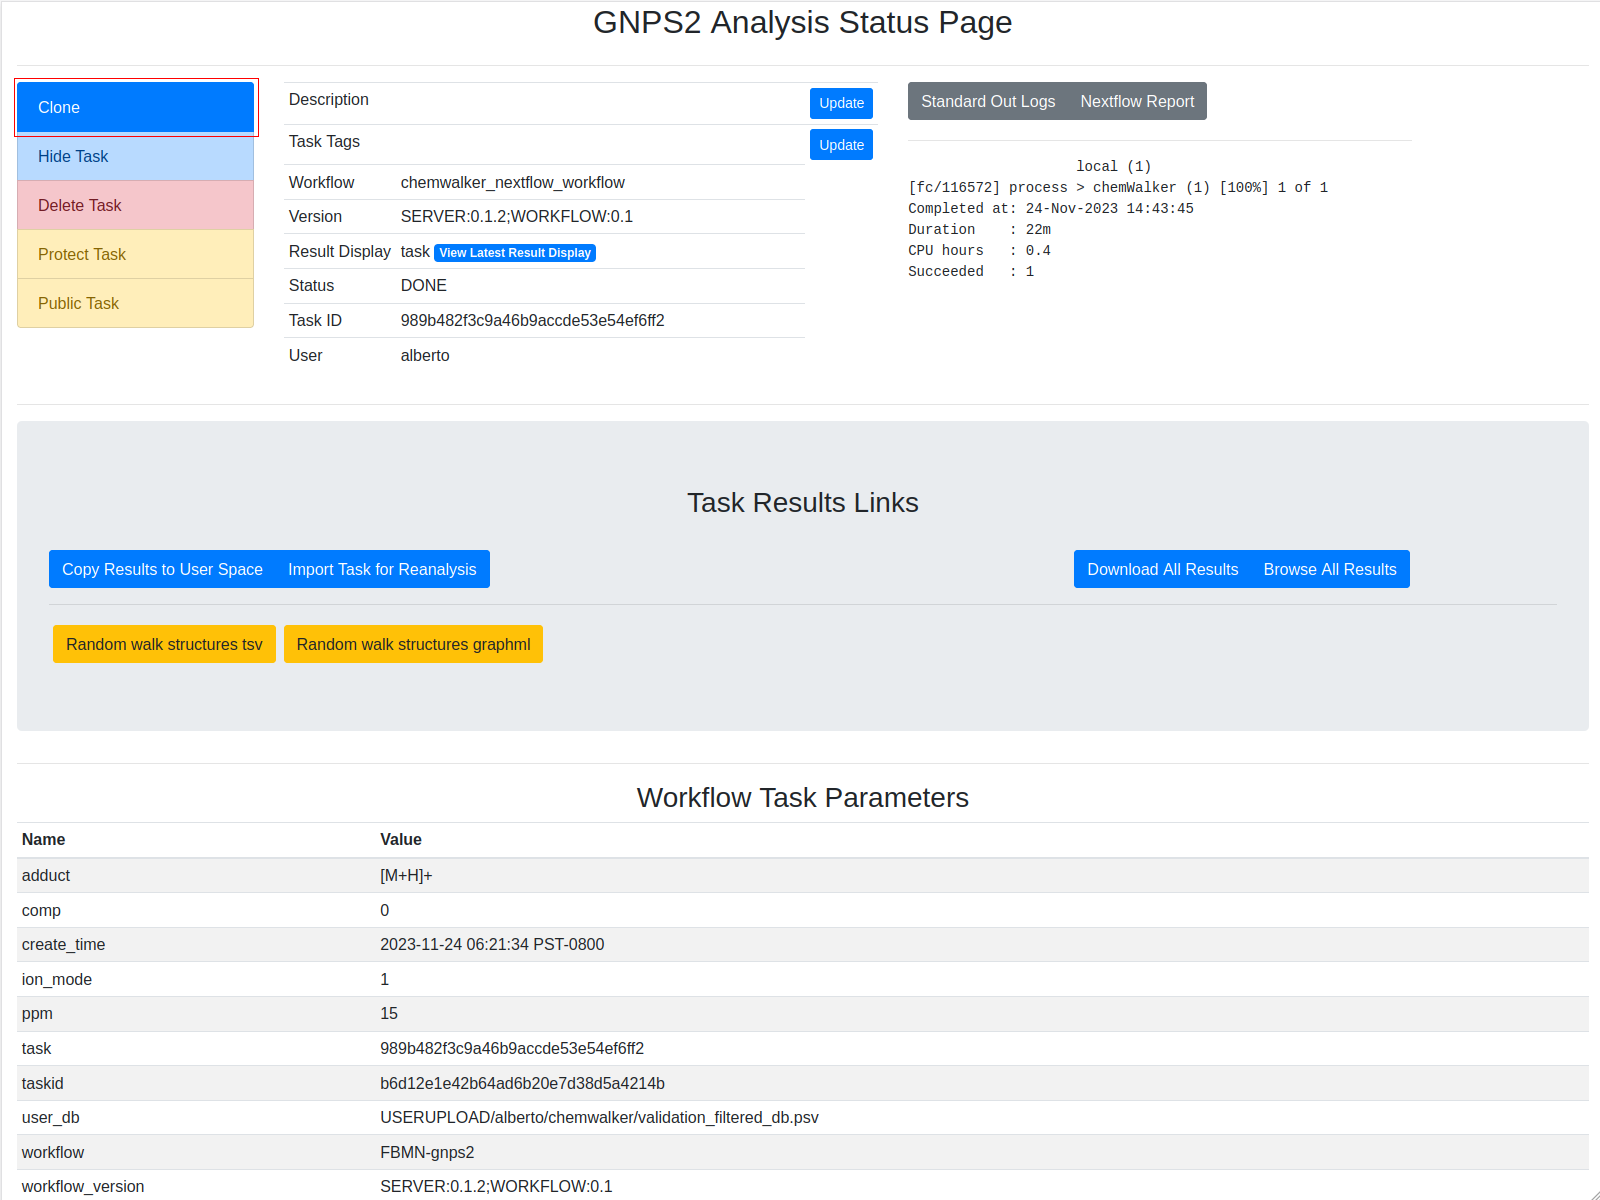 GNPS2 Analysis Status Page
Clone
Hide Task
Delete Task
Protect Task
Public Task
Description Update
Task Tags Update
Workflow chemwalker_nextflow_workflow
Version SERVER:0.1.2;WORKFLOW:0.1
Result Display task View Latest Result Display
Status DONE
Task ID 989b482f3c9a46b9accde53e54ef6ff2
User alberto
Standard Out Logs Nextflow Report
local (1)
[fc/116572] process > chemWalker (1) [100%] 1 of 1
Completed at: 24-Nov-2023 14:43:45
Duration : 22m
CPU hours : 0.4
Succeeded : 1
Task Results Links
Copy Results to User Space Import Task for Reanalysis Download All Results Browse All Results
Random walk structures tsv Random walk structures graphml
Workflow Task Parameters
Name Value
adduct [M+H]+
comp 0
create_time 2023-11-24 06:21:34 PST-0800
ion_mode 1
ppm 15
task 989b482f3c9a46b9accde53e54ef6ff2
taskid b6d12e1e42b64ad6b20e7d38d5a4214b
user_db USERUPLOAD/alberto/chemwalker/validation_filtered_db.psv
workflow FBMN-gnps2
workflow_version SERVER:0.1.2;WORKFLOW:0.1